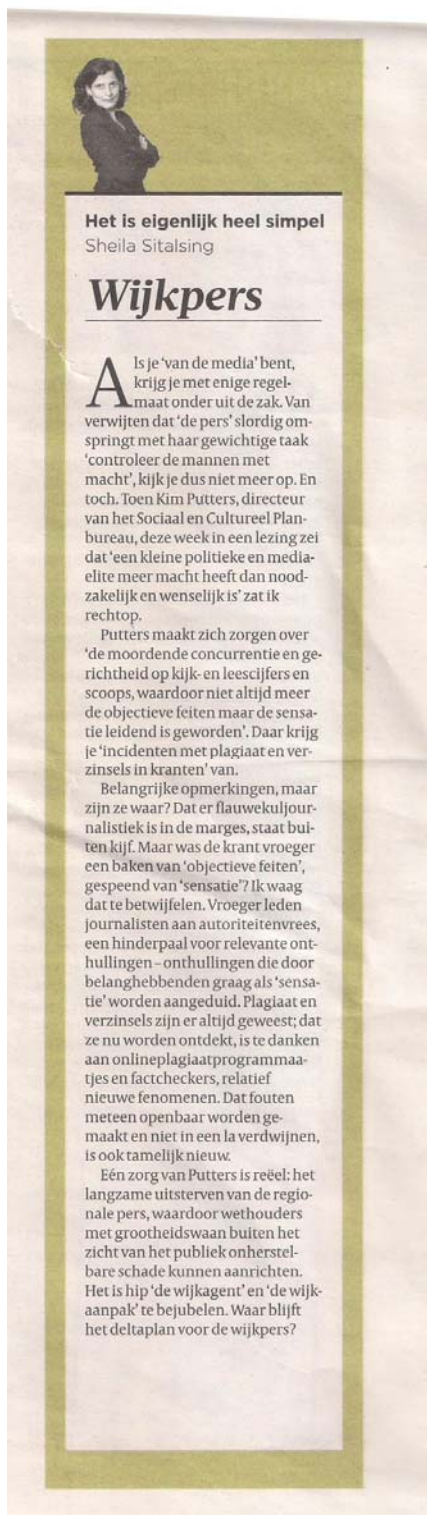 Het is eigenlijk heel simpel
Sheila Sitalsing
Wijkpers
Als je ‘van de media’ bent,
krijg je met enige regel-
maat onder uit de zak. Van
verwijten dat ‘de pers’ slordig om-
springt met haar gewichtige taak
‘controleer de mannen met
macht’, kijk je dus niet meer op. En
toch. Toen Kim Putters, directeur
van het Sociaal en Cultureel Plan-
bureau, deze week in een lezing zei
dat ‘een kleine politieke en media-
elite meer macht heeft dan nood-
zakelijk en wenselijk is’ zat ik
rechtop.
Putters maakt zich zorgen over
‘de moordende concurrentie en ge-
richtheid op kijk- en leescijfers en
scoops, waardoor niet altijd meer
de objectieve feiten maar de sensa-
tie leidend is geworden’. Daar krijg
je ‘incidenten met plagiaat en ver-
zinsels in kranten’ van.
Belangrijke opmerkingen, maar
zijn ze waar? Dat er flauwekuljour-
nalistiek is in de marges, staat bui-
ten kijf. Maar was de krant vroeger
een baken van ‘objectieve feiten’,
gespeend van ‘sensatie’? Ik waag
dat te betwijfelen. Vroeger leden
journalisten aan autoriteitenvrees,
een hinderpaal voor relevante ont-
hullingen – onthullingen die door
belanghebbenden graag als ‘sensa-
tie’ worden aangeduid. Plagiaat en
verzinsels zijn er altijd geweest; dat
ze nu worden ontdekt, is te danken
aan onlineplagiaatprogrammaa-
tjes en factcheckers, relatief
nieuwe fenomenen. Dat fouten
meteen openbaar worden ge-
maakt en niet in een la verdwijnen,
is ook tamelijk nieuw.
Eén zorg van Putters is reëel: het
langzame uitsterven van de regio-
nale pers, waardoor wethouders
met grootheidswaan buiten het
zicht van het publiek onherstel-
bare schade kunnen aanrichten.
Het is hip ‘de wijkagent’ en ‘de wijk-
aanpak’ te bejubelen. Waar blijft
het deltaplan voor de wijkpers?